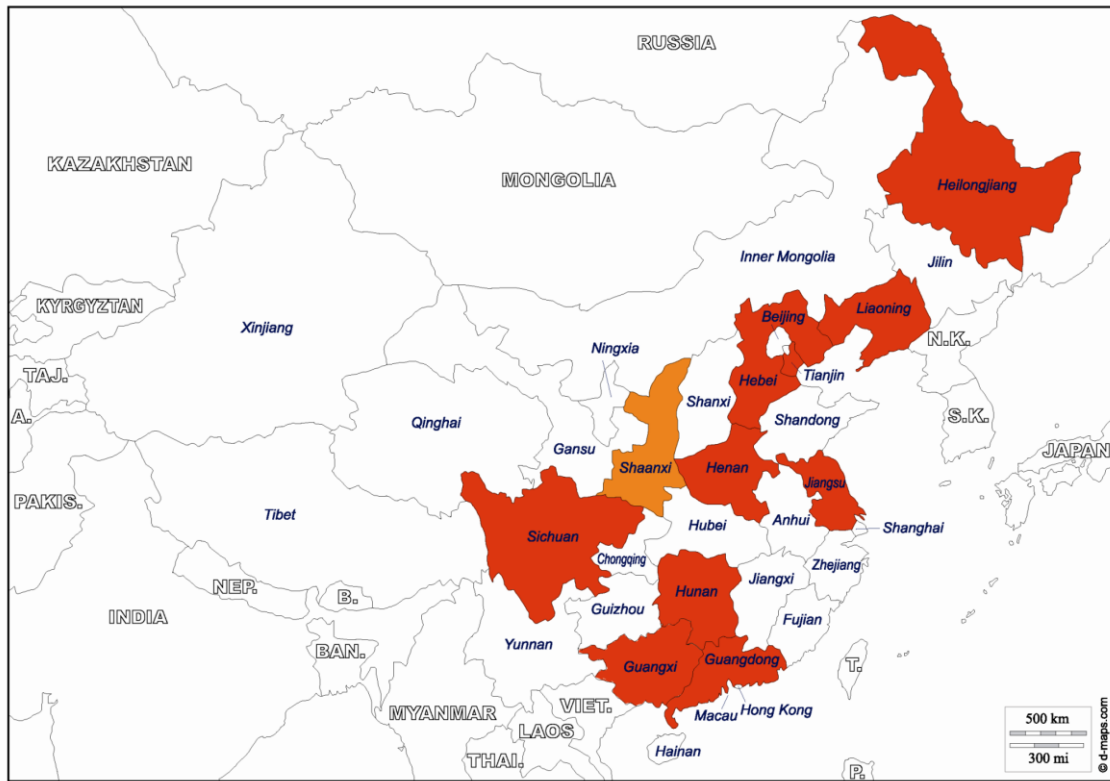 RUSSIA
KAZAKHSTAN
MONGOLIA
Heilongjiang
Inner Mongolia
Jilin
KYRGYZTAN
Liaoning
Beijing
Xinjiang
N.K.
Ningxia
TAJ.
Tianjin
Hebei
Shanxi
A.
Shandong
S.K.
Qinghai
Gansu
JAPAN
Shaanxi
Henan
Jiangsu
PAKIS.
Tibet
Hubei
Anhui
Shanghai
Sichuan
Chongqing
Zhejiang
Jiangxi
NEP.
B.
Hunan
INDIA
Guizhou
Fujian
Yunnan
BAN.
Guangxi
Guangdong
T.
VIET.
MYANMAR
Macau
Hong Kong
LAOS
Hainan
THAI.
P.
500 km
300 mi
© d-maps.com